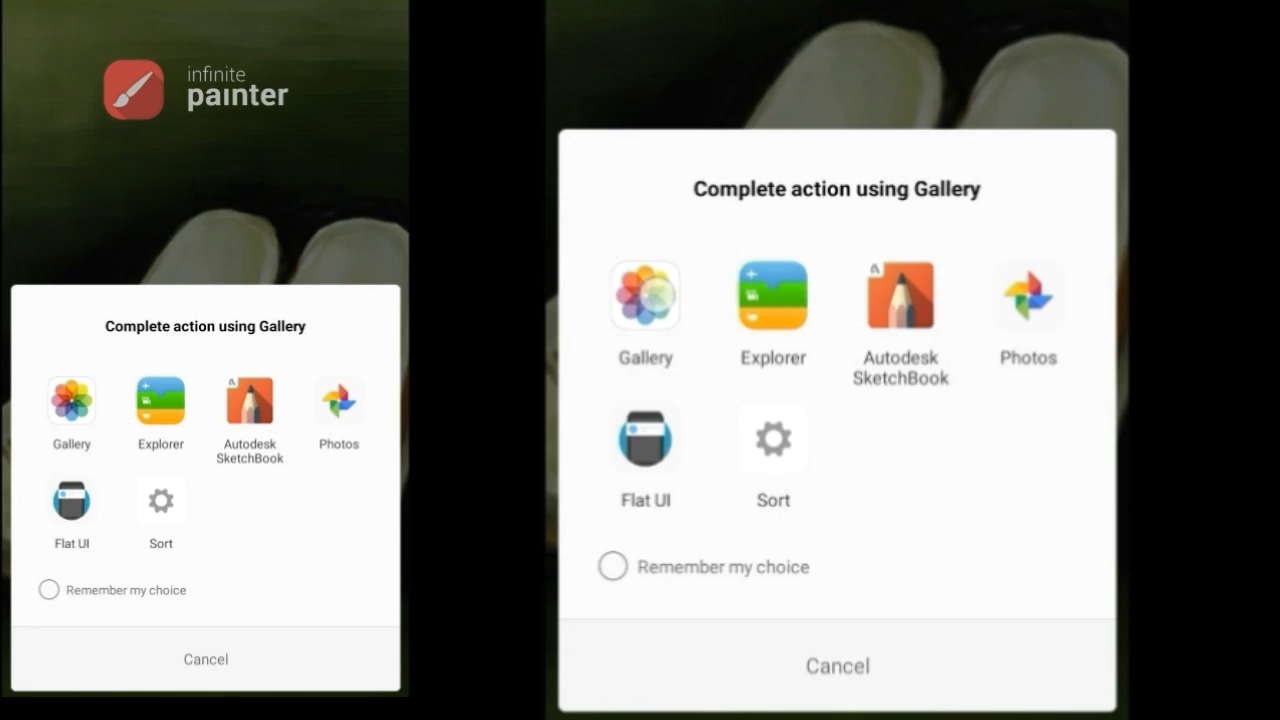 infinite
painter
Complete action using Gallery
Gallery
Explorer
Autodesk
SketchBook
Photos
Flat UI
Sort
Remember my choice
Cancel
Complete action using Gallery
Gallery
Explorer
Autodesk
SketchBook
Photos
Flat UI
Sort
Remember my choice
Cancel